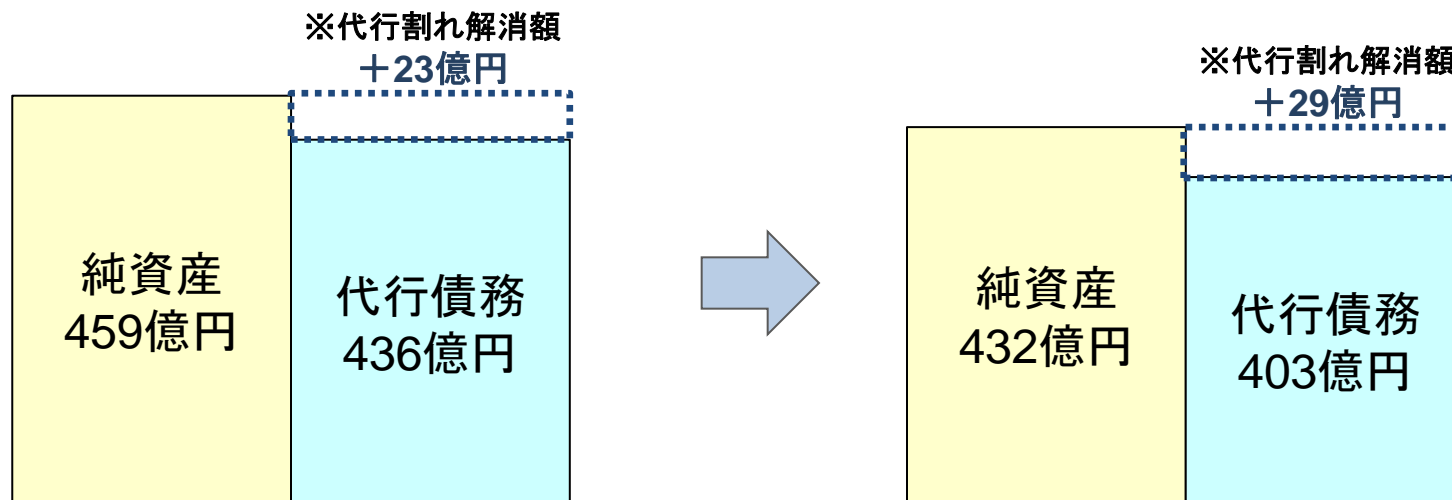 ※代行割れ解消額
+23億円
純資産
459億円
代行債務
436億円
※代行割れ解消額
+29億円
純資産
432億円
代行債務
403億円